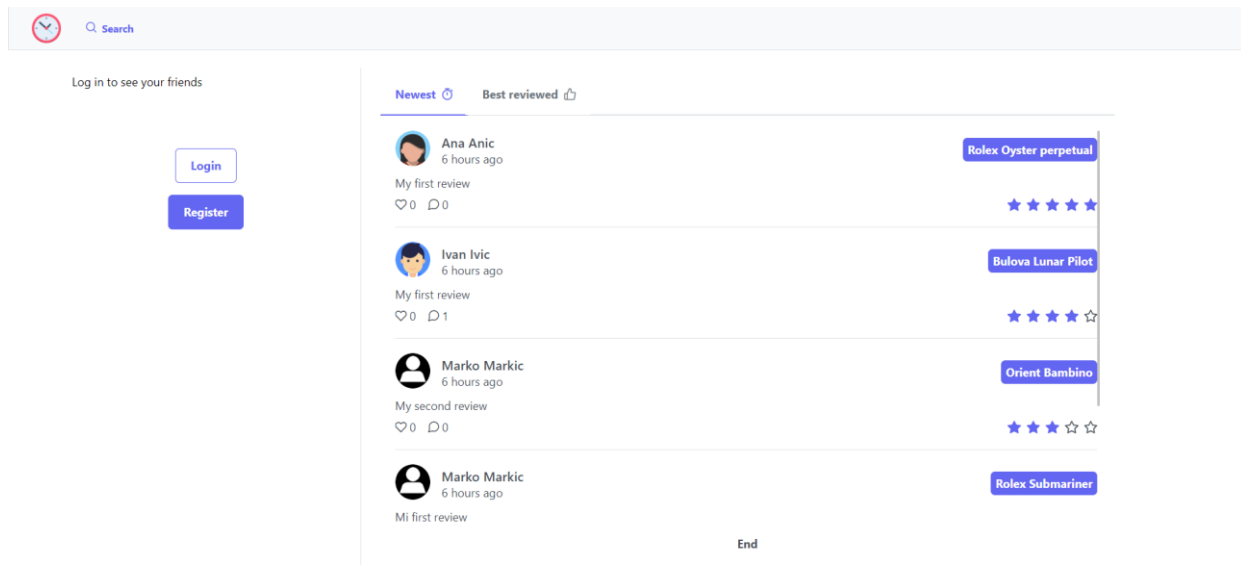 Search
Log in to see your friends
Login
Register
Newest Best reviewed
Ana Anic
6 hours ago
Rolex Oyster perpetual
My first review
0 0
Ivan Ivic
6 hours ago
Bulova Lunar Pilot
My first review
0 1
Marko Markic
6 hours ago
Orient Bambino
My second review
0 0
Marko Markic
6 hours ago
Rolex Submariner
Mi first review
End